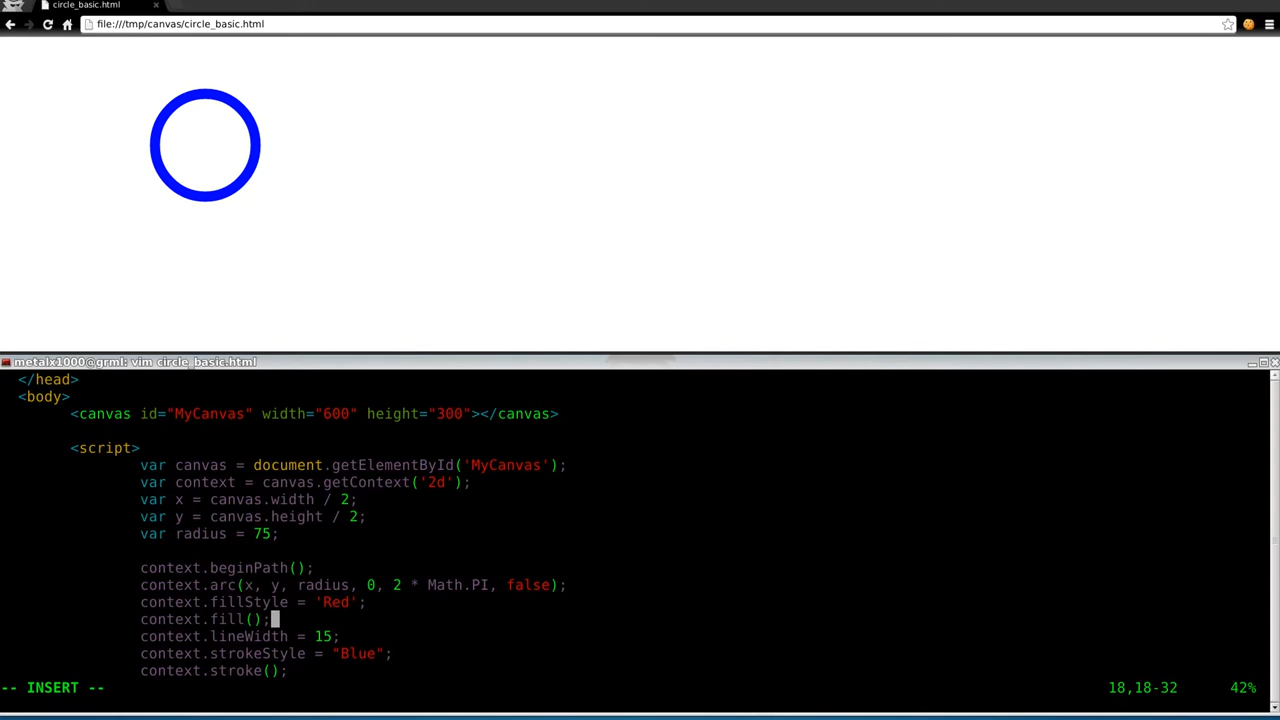 circle_basic.html
file:///tmp/canvas/circle_basic.html
metalx1000@grml: vim circle_basic.html
</head>
<body>
<canvas id="MyCanvas" width="600" height="300"></canvas>
<script>
var canvas = document.getElementById('MyCanvas');
var context = canvas.getContext('2d');
var x = canvas.width / 2;
var y = canvas.height / 2;
var radius = 75;
context.beginPath();
context.arc(x, y, radius, 0, 2 * Math.PI, false);
context.fillStyle = 'Red';
context.fill();
context.lineWidth = 15;
context.strokeStyle = "Blue";
context.stroke();
-- INSERT -- 18,18-32 42%